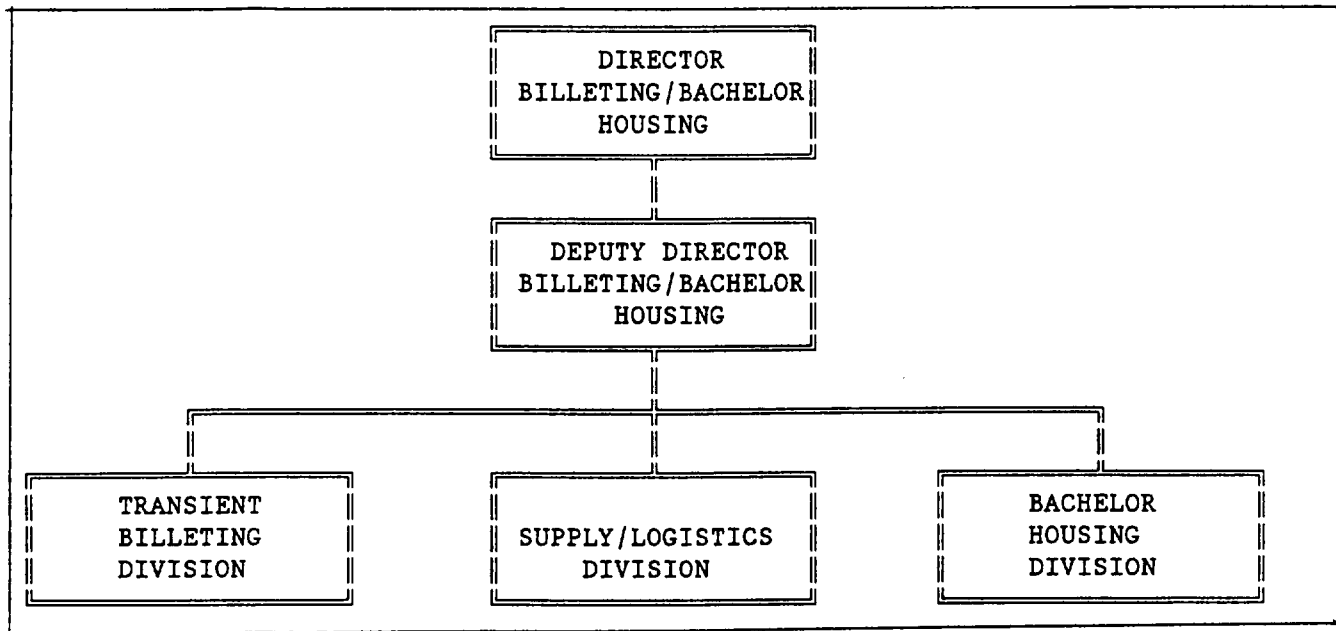 DIRECTOR
BILLETING/BACHELOR
HOUSING
DEPUTY DIRECTOR
BILLETING/BACHELOR
HOUSING
TRANSIENT
BILLETING
DIVISION
SUPPLY/LOGISTICS
DIVISION
BACHELOR
HOUSING
DIVISION